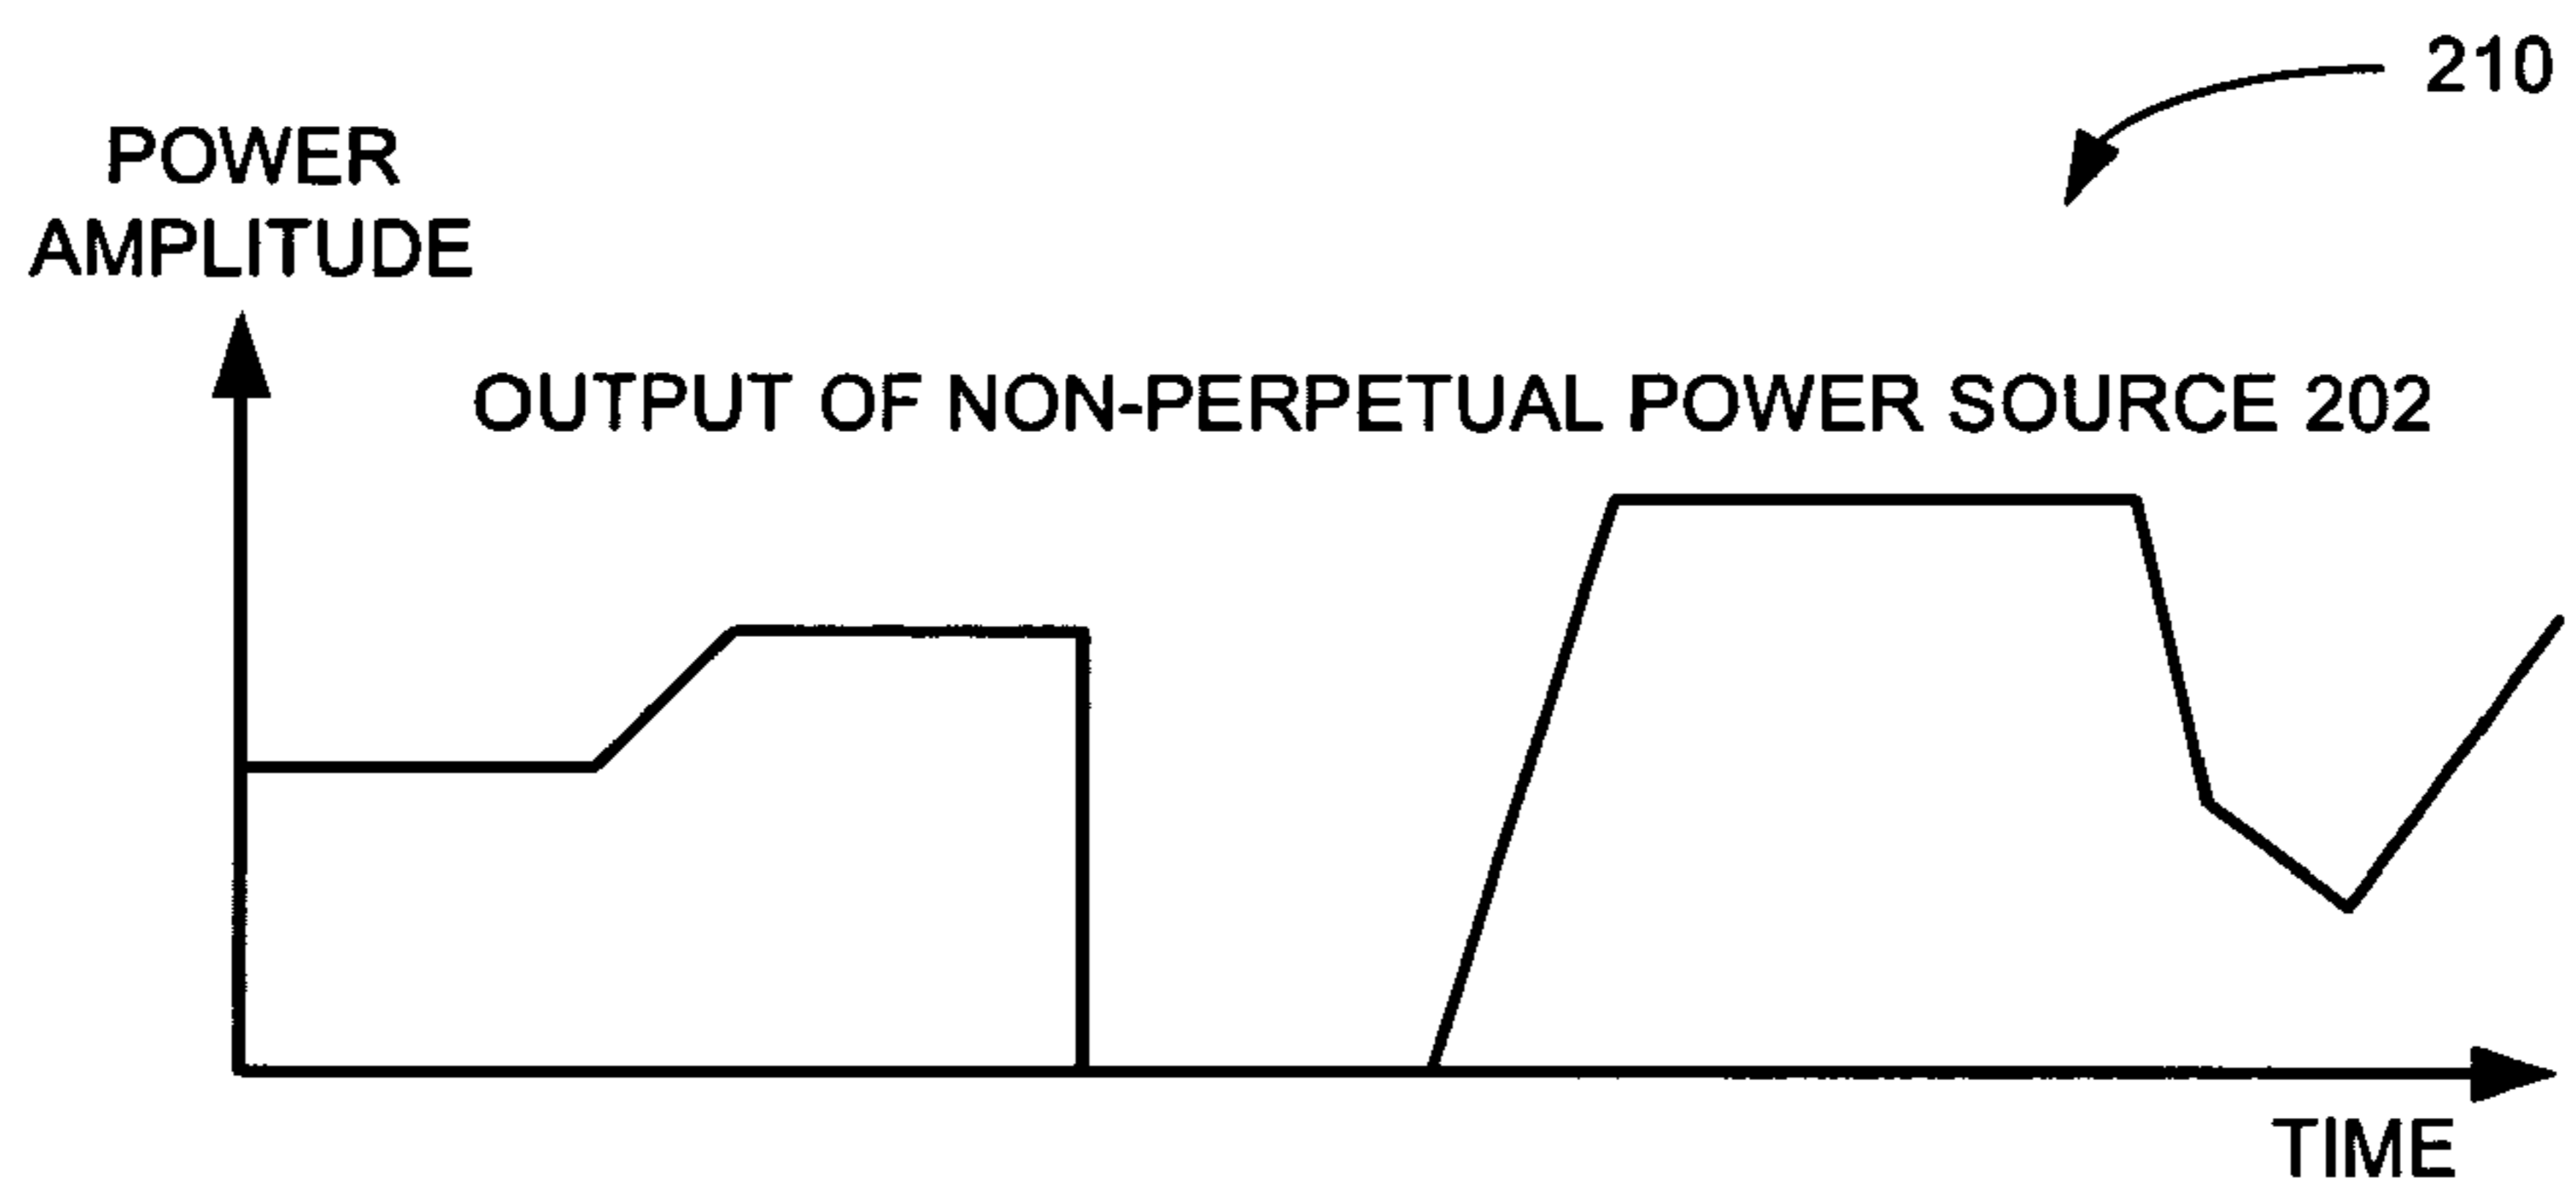 210
POWER
AMPLITUDE
OUTPUT OF NON-PERPETUAL POWER SOURCE 202
TIME